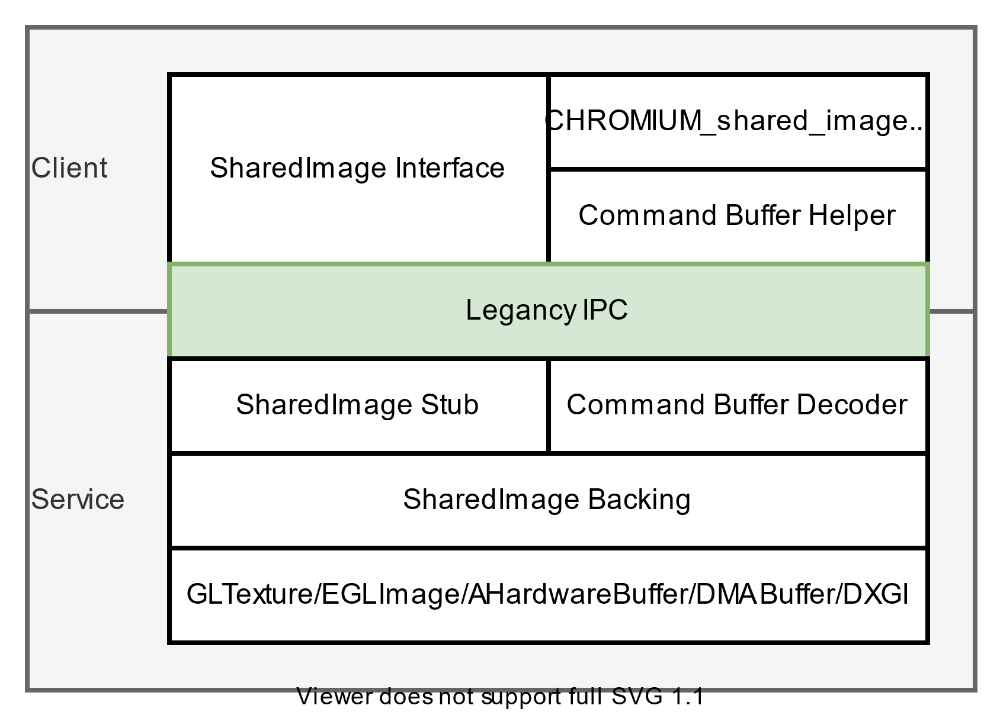 CHROMIUM_shared_image..
Client
SharedImage Interface
Command Buffer Helper
Legancy IPC
SharedImage Stub
Command Buffer Decoder
Service
SharedImage Backing
GLTexture/EGLImage/AHardwareBuffer/DMABuffer/DXGI
Viewer does not support full SVG 1.1